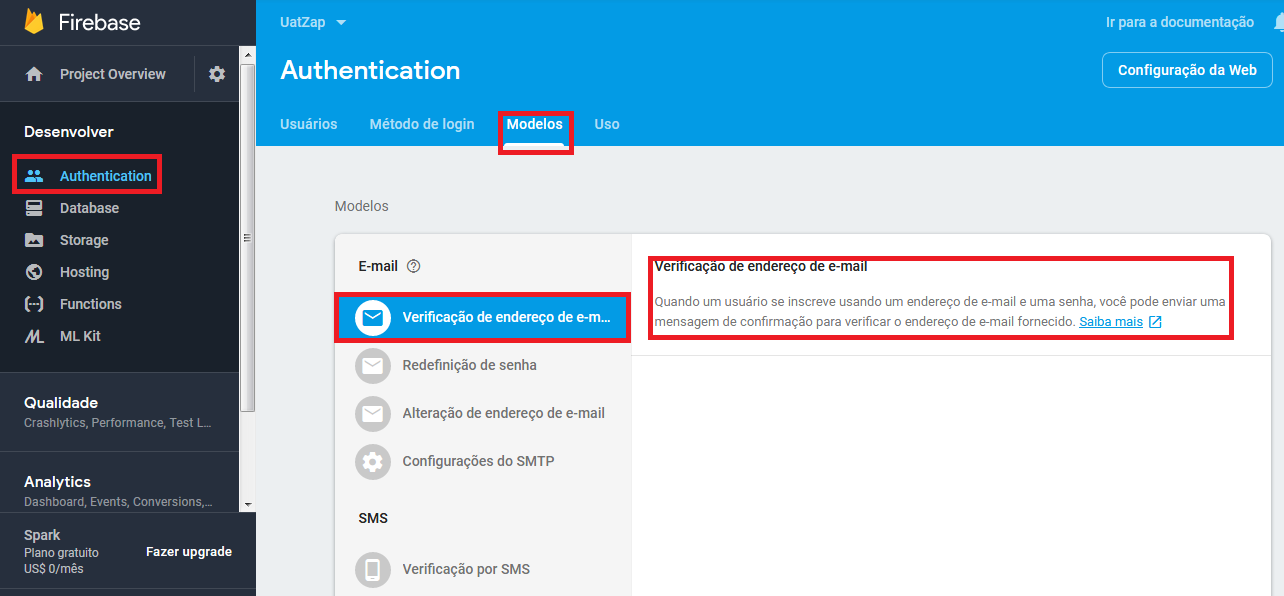 Firebase
Project Overview
Desenvolver
Authentication
Database
Storage
Hosting
Functions
ML Kit
Qualidade
Crashlytics, Performance, Test L...
Analytics
Dashboard, Events, Conversions,...
Spark
Plano gratuito
US$ 0/mês
Fazer upgrade
UatZap
Ir para a documentação
Authentication
Configuração da Web
Usuários
Método de login
Modelos
Uso
Modelos
E-mail
Verificação de endereço de e-m...
Redefinição de senha
Alteração de endereço de e-mail
Configurações do SMTP
SMS
Verificação por SMS
Verificação de endereço de e-mail
Quando um usuário se inscreve usando um endereço de e-mail e uma senha, você pode enviar uma
mensagem de confirmação para verificar o endereço de e-mail fornecido. Saiba mais